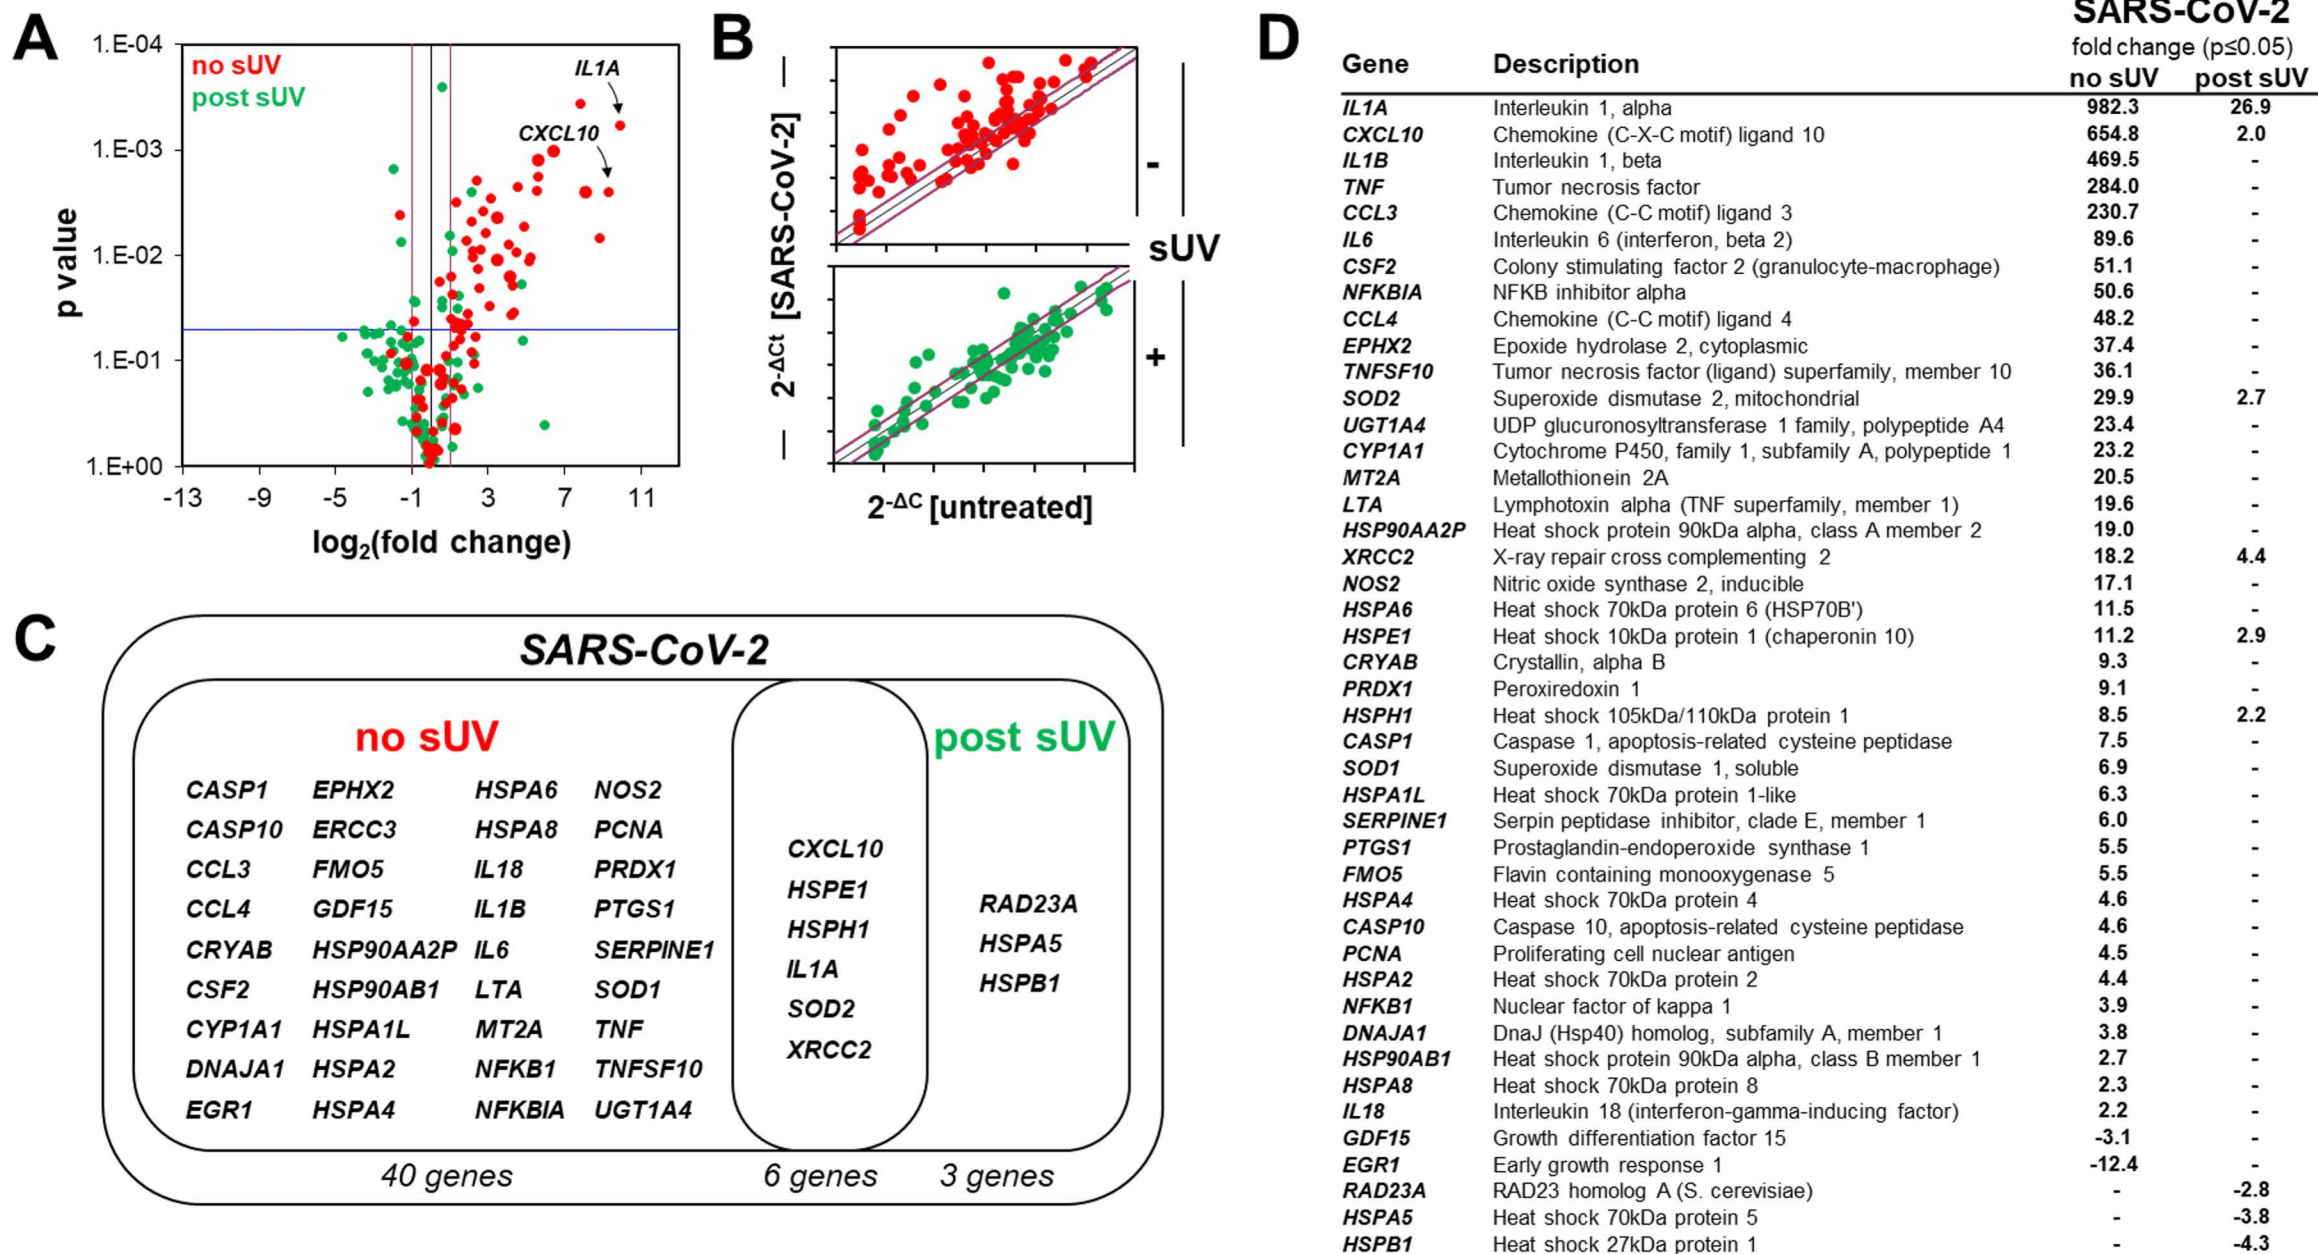 A
1.E-04
1.E-03
1.E-02
1.E-01
1.E+00
p value
no sUV
post sUV
IL1A
CXCL10
-13 -9 -5 -1 3 7 11
log2(fold change)
B
2-ΔCt [SARS-CoV-2]
-
sUV
+
2-ΔC [untreated]
C
SARS-CoV-2
no sUV
post sUV
CASP1 EPHX2 HSPA6 NOS2
CASP10 ERCC3 HSPA8 PCNA
CCL3 FMO5 IL18 PRDX1
CCL4 GDF15 IL1B PTGS1
CRYAB HSP90AA2P IL6 SERPINE1
CSF2 HSP90AB1 LTA SOD1
CYP1A1 HSPA1L MT2A TNF
DNAJA1 HSPA2 NFKB1 TNFSF10
EGR1 HSPA4 NFKBIA UGT1A4
CXCL10
HSPE1
HSPH1
IL1A
SOD2
XRCC2
RAD23A
HSPA5
HSPB1
40 genes 6 genes 3 genes
D
SARS-CoV-2
fold change (p≤0.05)
Gene Description no sUV post sUV
IL1A Interleukin 1, alpha 982.3 26.9
CXCL10 Chemokine (C-X-C motif) ligand 10 654.8 2.0
IL1B Interleukin 1, beta 469.5 -
TNF Tumor necrosis factor 284.0 -
CCL3 Chemokine (C-C motif) ligand 3 230.7 -
IL6 Interleukin 6 (interferon, beta 2) 89.6 -
CSF2 Colony stimulating factor 2 (granulocyte-macrophage) 51.1 -
NFKBIA NFKB inhibitor alpha 50.6 -
CCL4 Chemokine (C-C motif) ligand 4 48.2 -
EPHX2 Epoxide hydrolase 2, cytoplasmic 37.4 -
TNFSF10 Tumor necrosis factor (ligand) superfamily, member 10 36.1 -
SOD2 Superoxide dismutase 2, mitochondrial 29.9 2.7
UGT1A4 UDP glucuronosyltransferase 1 family, polypeptide A4 23.4 -
CYP1A1 Cytochrome P450, family 1, subfamily A, polypeptide 1 23.2 -
MT2A Metallothionein 2A 20.5 -
LTA Lymphotoxin alpha (TNF superfamily, member 1) 19.6 -
HSP90AA2P Heat shock protein 90kDa alpha, class A member 2 19.0 -
XRCC2 X-ray repair cross complementing 2 18.2 4.4
NOS2 Nitric oxide synthase 2, inducible 17.1 -
HSPA6 Heat shock 70kDa protein 6 (HSP70B') 11.5 -
HSPE1 Heat shock 10kDa protein 1 (chaperonin 10) 11.2 2.9
CRYAB Crystallin, alpha B 9.3 -
PRDX1 Peroxiredoxin 1 9.1 -
HSPH1 Heat shock 105kDa/110kDa protein 1 8.5 2.2
CASP1 Caspase 1, apoptosis-related cysteine peptidase 7.5 -
SOD1 Superoxide dismutase 1, soluble 6.9 -
HSPA1L Heat shock 70kDa protein 1-like 6.3 -
SERPINE1 Serpin peptidase inhibitor, clade E, member 1 6.0 -
PTGS1 Prostaglandin-endoperoxide synthase 1 5.5 -
FMO5 Flavin containing monooxygenase 5 5.5 -
HSPA4 Heat shock 70kDa protein 4 4.6 -
CASP10 Caspase 10, apoptosis-related cysteine peptidase 4.6 -
PCNA Proliferating cell nuclear antigen 4.5 -
HSPA2 Heat shock 70kDa protein 2 4.4 -
NFKB1 Nuclear factor of kappa 1 3.9 -
DNAJA1 DnaJ (Hsp40) homolog, subfamily A, member 1 3.8 -
HSP90AB1 Heat shock protein 90kDa alpha, class B member 1 2.7 -
HSPA8 Heat shock 70kDa protein 8 2.3 -
IL18 Interleukin 18 (interferon-gamma-inducing factor) 2.2 -
GDF15 Growth differentiation factor 15 -3.1 -
EGR1 Early growth response 1 -12.4 -
RAD23A RAD23 homolog A (S. cerevisiae) - -2.8
HSPA5 Heat shock 70kDa protein 5 - -3.8
HSPB1 Heat shock 27kDa protein 1 - -4.3